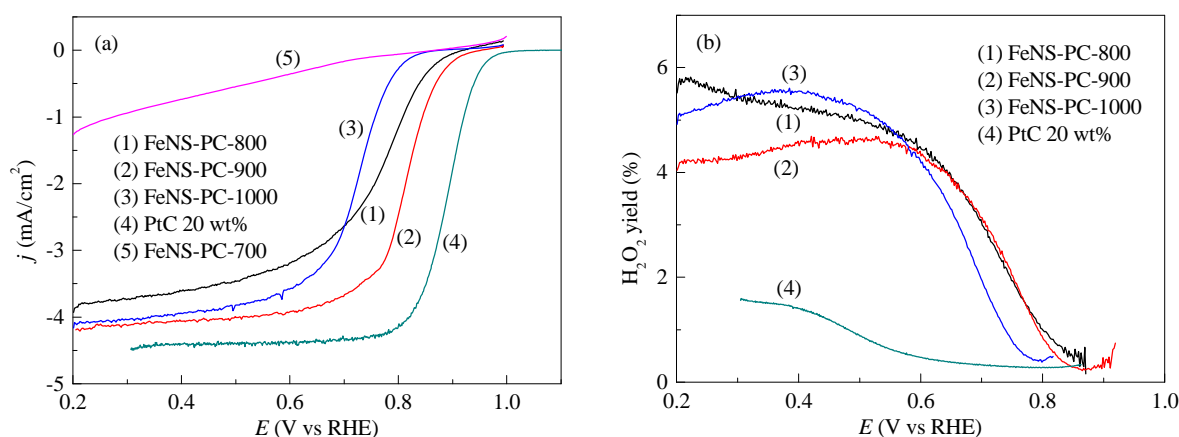 (a)
(5)
(3)
(1)
(2)
(4)
(1) FeNS-PC-800
(2) FeNS-PC-900
(3) FeNS-PC-1000
(4) PtC 20 wt%
(5) FeNS-PC-700
0
-1
-2
-3
-4
-5
j (mA/cm²)
0.2 0.4 0.6 0.8 1.0
E (V vs RHE)
(b)
(3)
(1)
(2)
(4)
(1) FeNS-PC-800
(2) FeNS-PC-900
(3) FeNS-PC-1000
(4) PtC 20 wt%
6
4
2
0
H₂O₂ yield (%)
0.2 0.4 0.6 0.8 1.0
E (V vs RHE)